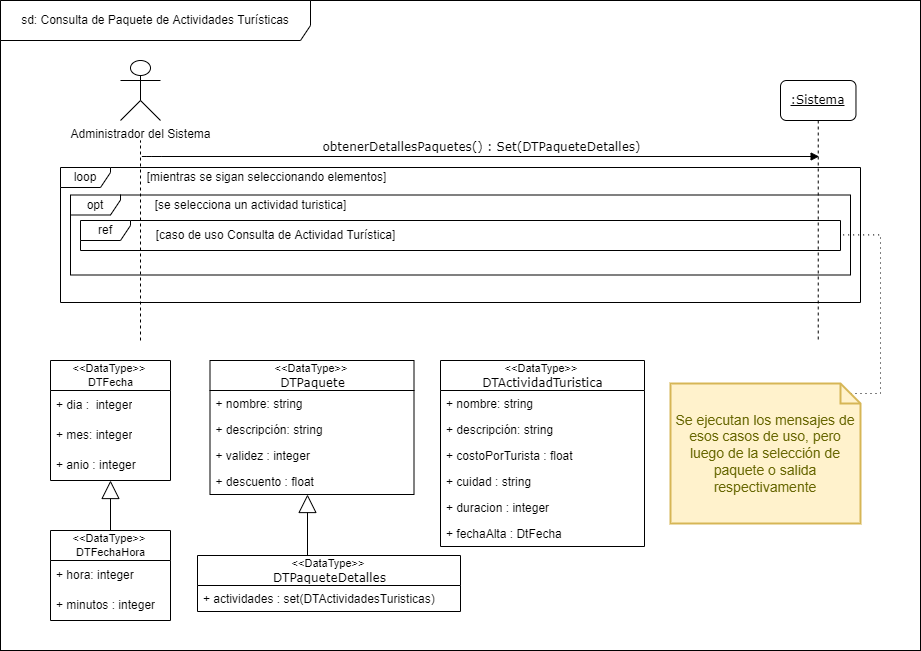 sd: Consulta de Paquete de Actividades Turísticas
Administrador del Sistema
:Sistema
obtenerDetallesPaquetes() : Set(DTPaqueteDetalles)
loop
[mientras se sigan seleccionando elementos]
opt
[se selecciona un actividad turistica]
ref
[caso de uso Consulta de Actividad Turística]
<<DataType>>
DTFecha
+ dia :  integer
+ mes: integer
+ anio : integer
<<DataType>>
DTFechaHora
+ hora: integer
+ minutos : integer
<<DataType>>
DTPaquete
+ nombre: string
+ descripción: string
+ validez : integer
+ descuento : float
<<DataType>>
DTPaqueteDetalles
+ actividades : set(DTActividadesTuristicas)
<<DataType>>
DTActividadTuristica
+ nombre: string
+ descripción: string
+ costoPorTurista : float
+ cuidad : string
+ duracion : integer
+ fechaAlta : DtFecha
Se ejecutan los mensajes de
esos casos de uso, pero
luego de la selección de
paquete o salida
respectivamente